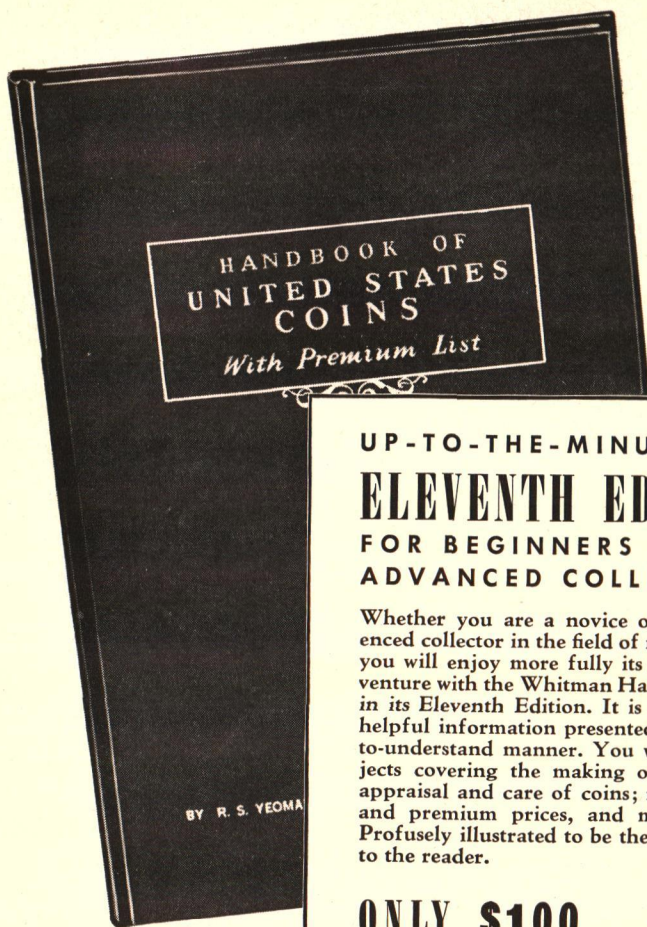 HANDBOOK OF
UNITED STATES
COINS
With Premium List
BY R. S. YEOMA
UP-TO-THE-MINU
ELEVENTH ED
FOR BEGINNERS
ADVANCED COLL
Whether you are a novice o
enced collector in the field of
you will enjoy more fully its
venture with the Whitman Ha
in its Eleventh Edition. It is
helpful information presented
to-understand manner. You
jects covering the making o
appraisal and care of coins;
and premium prices, and
Profusely illustrated to be the
to the reader.
ONLY $100